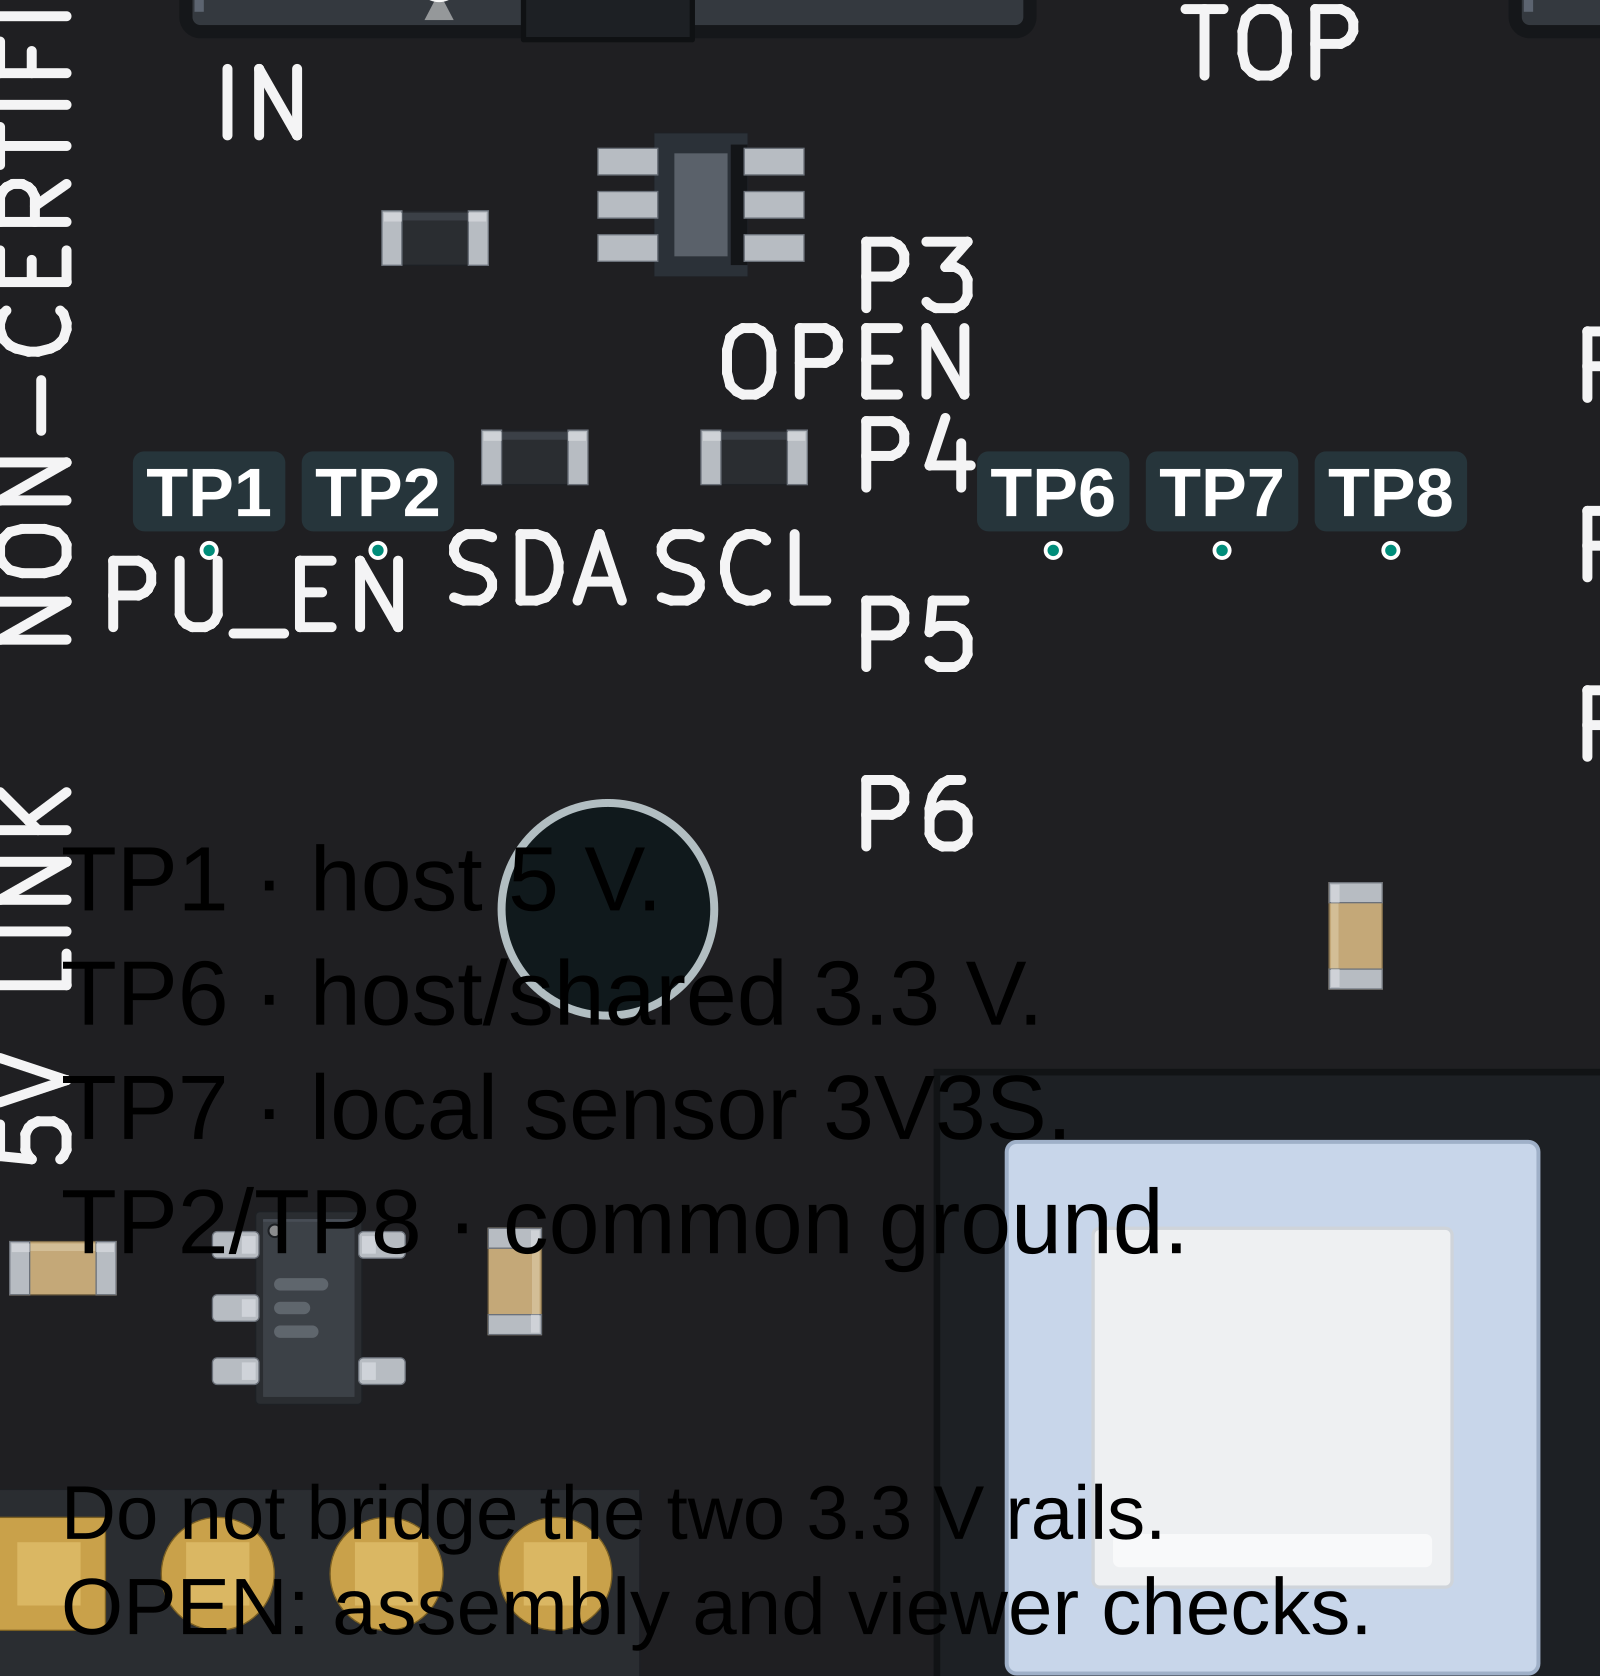 TOP
IN
NON-CERTIFI
P3
OPEN
P4
TP1 TP2 TP6 TP7 TP8
PU_EN SDA SCL
P5
P6
5V LINK
TP1 · host 5 V.
TP6 · host/shared 3.3 V.
TP7 · local sensor 3V3S.
TP2/TP8 · common ground.
Do not bridge the two 3.3 V rails.
OPEN: assembly and viewer checks.